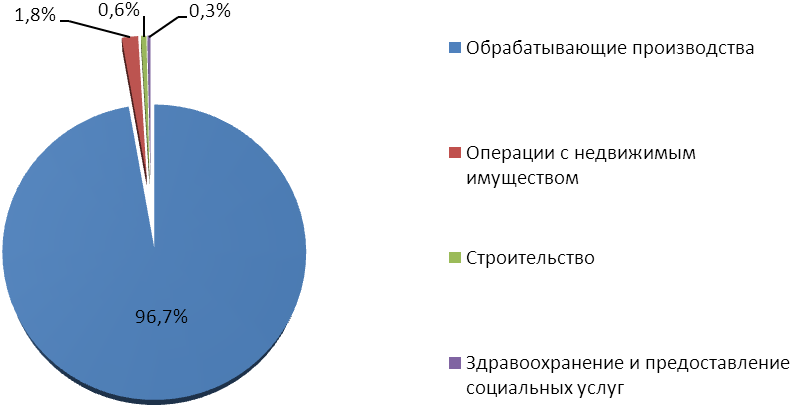 1,8%
0,6%
0,3%
96,7%
Обрабатывающие производства
Операции с недвижимым
имуществом
Строительство
Здравоохранение и предоставление
социальных услуг